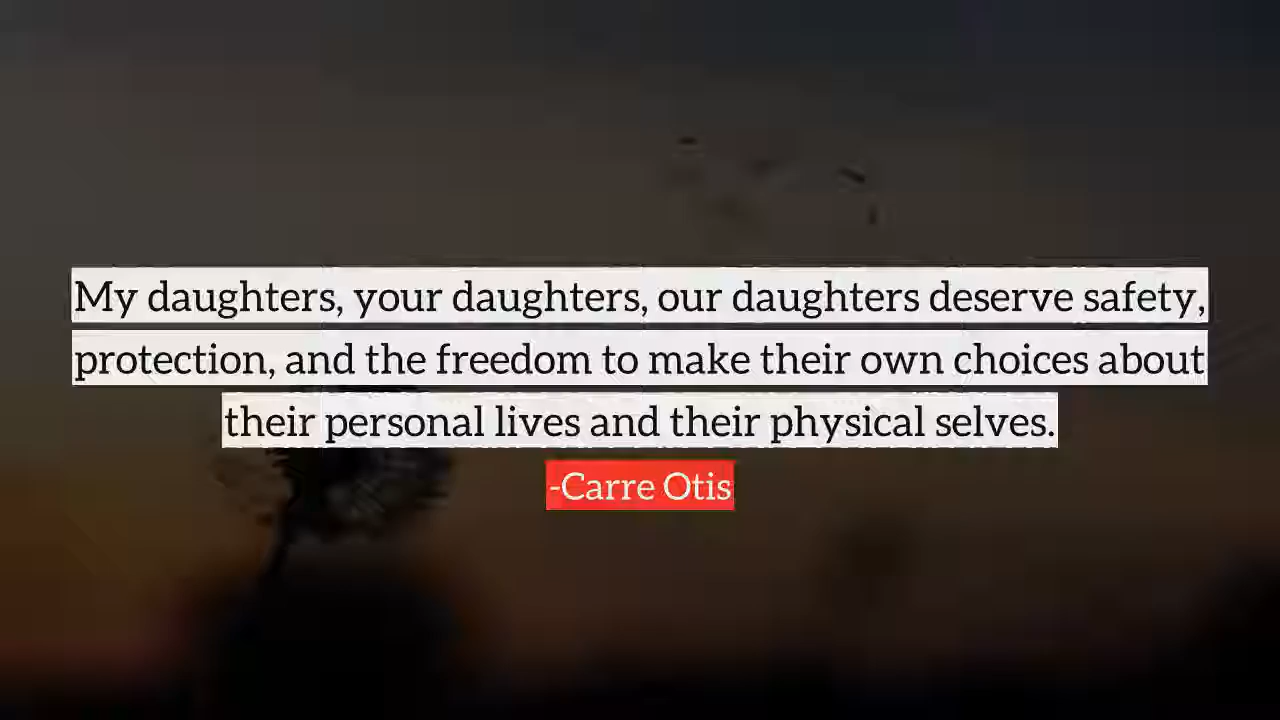 My daughters, your daughters, our daughters deserve safety,
protection, and the freedom to make their own choices about
their personal lives and their physical selves.
-Carre Otis